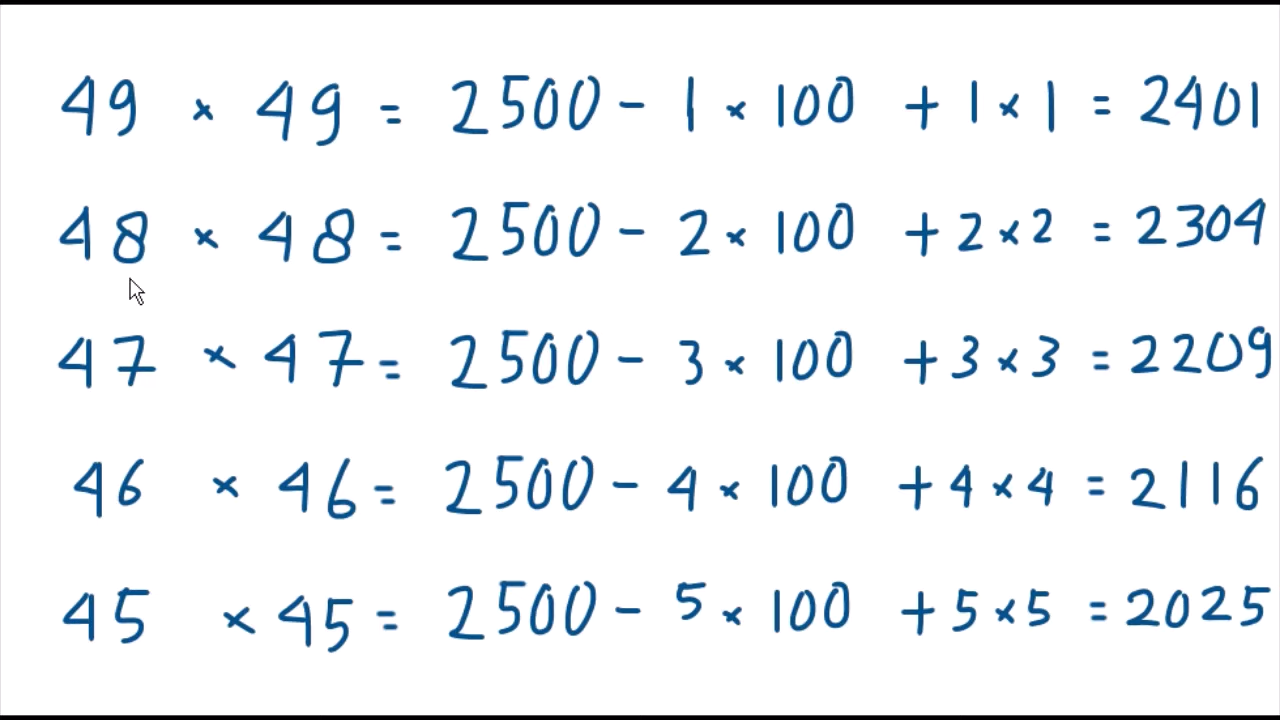 49 × 49 = 2500 - 1 × 100 + 1 × 1 = 2401
48 × 48 = 2500 - 2 × 100 + 2 × 2 = 2304
47 × 47 = 2500 - 3 × 100 + 3 × 3 = 2209
46 × 46 = 2500 - 4 × 100 + 4 × 4 = 2116
45 × 45 = 2500 - 5 × 100 + 5 × 5 = 2025